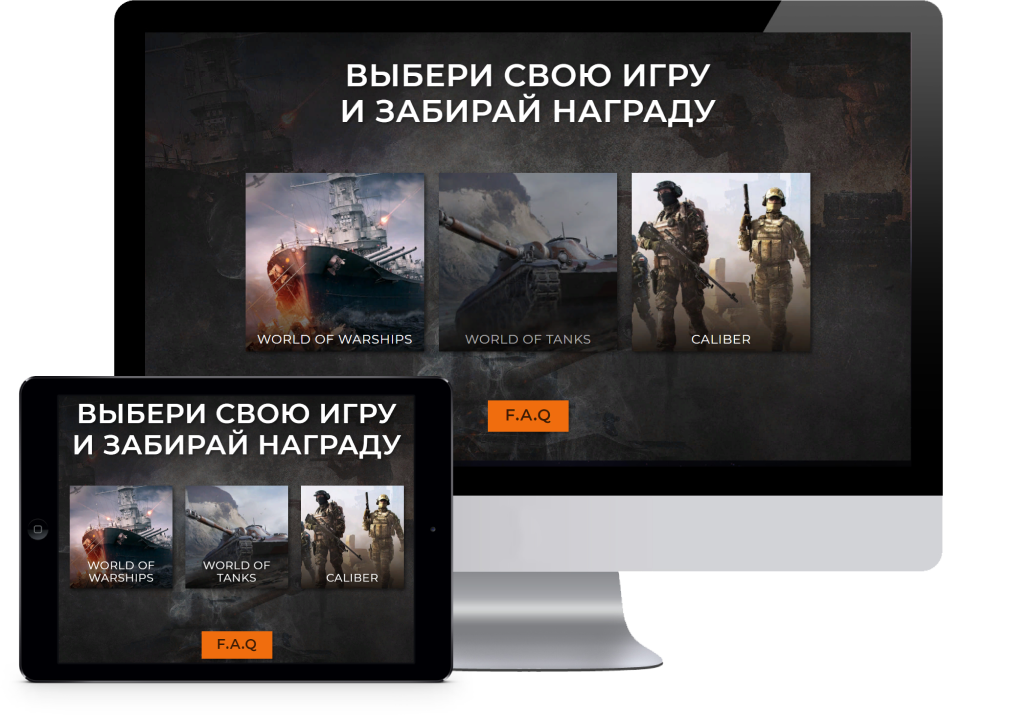 ВЫБЕРИ СВОЮ ИГРУ
И ЗАБИРАЙ НАГРАДУ
WORLD OF WARSHIPS
WORLD OF TANKS
CALIBER
F.A.Q
ВЫБЕРИ СВОЮ ИГРУ
И ЗАБИРАЙ НАГРАДУ
WORLD OF
WARSHIPS
WORLD OF
TANKS
CALIBER
F.A.Q